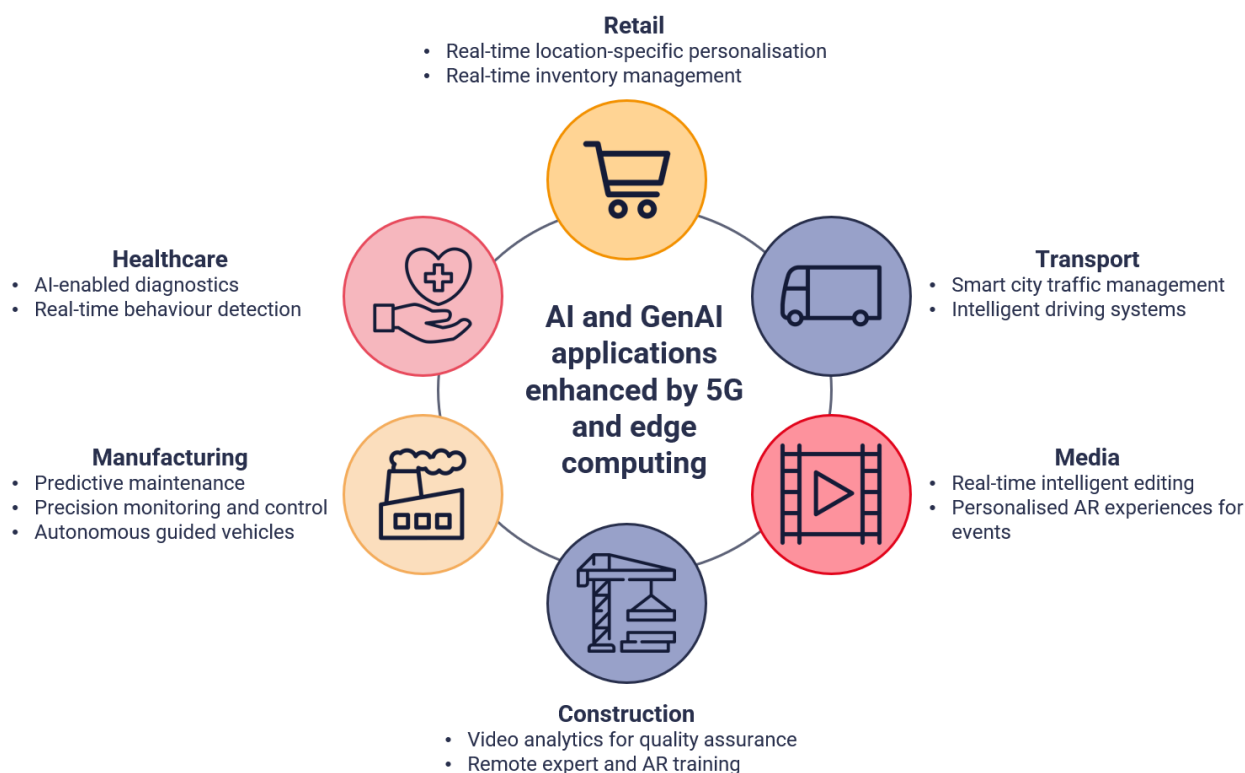 Retail
• Real-time location-specific personalisation
• Real-time inventory management
Transport
• Smart city traffic management
• Intelligent driving systems
Media
• Real-time intelligent editing
• Personalised AR experiences for
events
Construction
• Video analytics for quality assurance
• Remote expert and AR training
Manufacturing
• Predictive maintenance
• Precision monitoring and control
• Autonomous guided vehicles
Healthcare
• AI-enabled diagnostics
• Real-time behaviour detection
AI and GenAI
applications
enhanced by 5G
and edge
computing